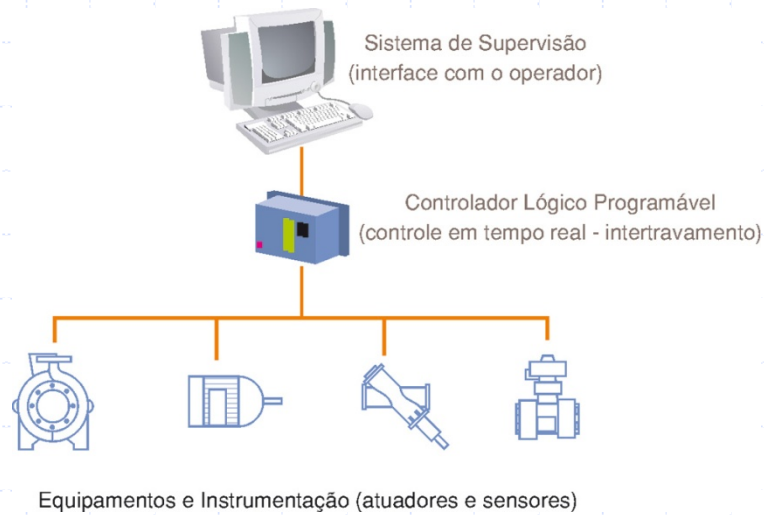 Sistema de Supervisão
(interface com o operador)
Controlador Lógico Programável
(controle em tempo real - intertravamento)
Equipamentos e Instrumentação (atuadores e sensores)